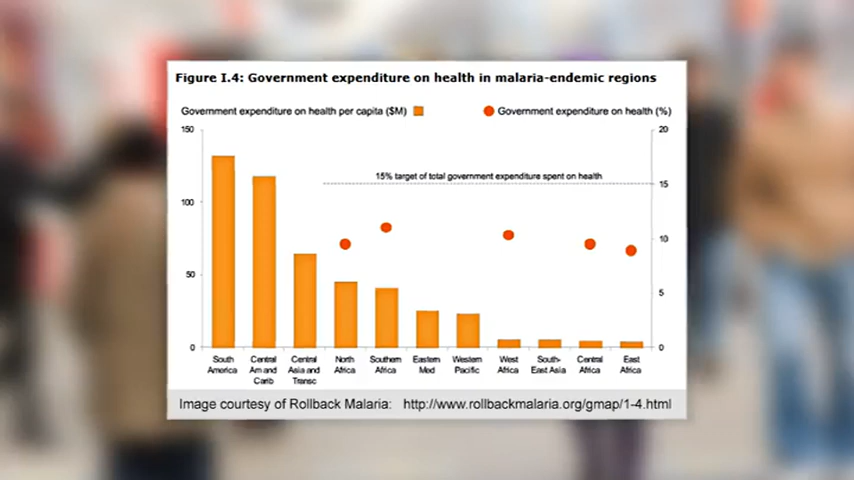 Figure I.4: Government expenditure on health in malaria-endemic regions
Government expenditure on health per capita ($M)
Government expenditure on health (%)
150
20
15% target of total government expenditure spent on health
15
100
10
50
5
0
0
South America
Central Am and Carib
Central Asia and Transc
North Africa
Southern Africa
Eastern Med
Western Pacific
West Africa
South-East Asia
Central Africa
East Africa
Image courtesy of Rollback Malaria: http://www.rollbackmalaria.org/gmap/1-4.html